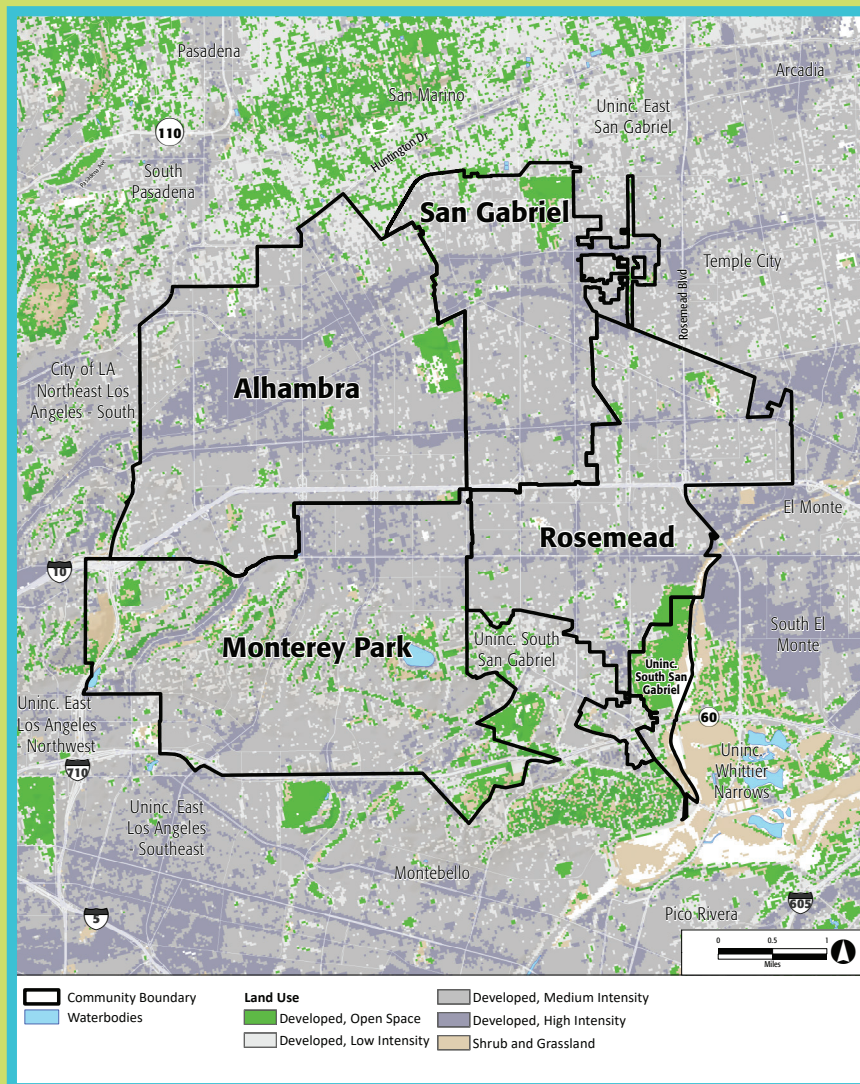 Pasadena
Arcadia
San Marino
Uninc. East
San Gabriel
110
Huntington Dr
Pasadena Ave
South
Pasadena
San Gabriel
Temple City
Rosemead Blvd
City of LA
Northeast Los
Angeles - South
Alhambra
El Monte
Rosemead
10
South El
Monte
Monterey Park
Uninc. South
San Gabriel
Uninc.
South San
Gabriel
Uninc. East
Los Angeles
- Northwest
60
710
Uninc.
Whittier
Narrows
Uninc. East
Los Angeles
- Southeast
Montebello
5
605
Pico Rivera
0 0.5 1
Miles
Community Boundary
Waterbodies
Land Use
Developed, Open Space
Developed, Low Intensity
Developed, Medium Intensity
Developed, High Intensity
Shrub and Grassland